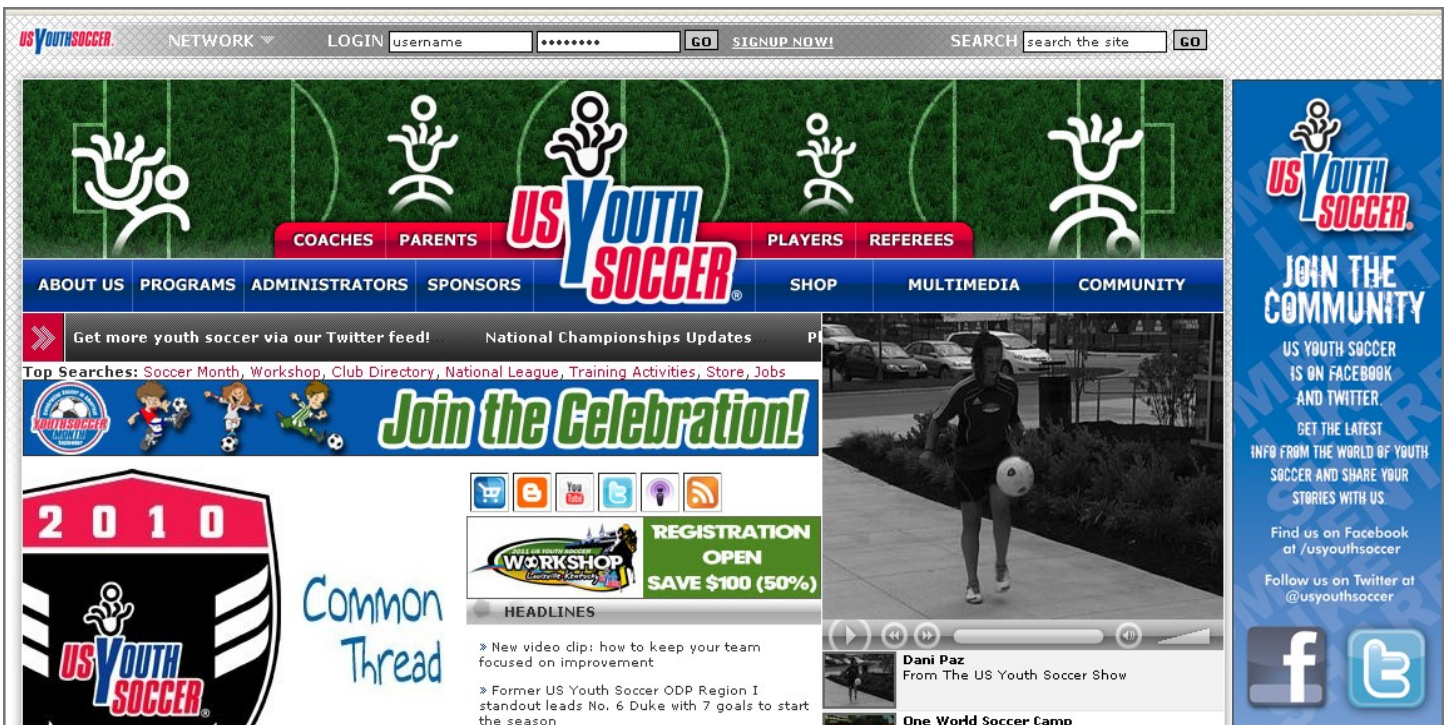 US YOUTH SOCCER.
NETWORK
LOGIN username •••••••• GO SIGNUP NOW!
SEARCH search the site GO
COACHES PARENTS
US YOUTH SOCCER®
PLAYERS REFEREES
ABOUT US PROGRAMS ADMINISTRATORS SPONSORS SHOP MULTIMEDIA COMMUNITY
Get more youth soccer via our Twitter feed! National Championships Updates
Top Searches: Soccer Month, Workshop, Club Directory, National League, Training Activities, Store, Jobs
YOUTH SOCCER
MONTH
Join the Celebration!
2010
US YOUTH SOCCER.
Common
Thread
You
Tube
2011 US YOUTH SOCCER
WORKSHOP
Louisville, Kentucky
REGISTRATION
OPEN
SAVE $100 (50%)
HEADLINES
» New video clip: how to keep your team
focused on improvement
» Former US Youth Soccer ODP Region I
standout leads No. 6 Duke with 7 goals to start
the season
Dani Paz
From The US Youth Soccer Show
One World Soccer Camp
US YOUTH SOCCER.
JOIN THE
COMMUNITY
US YOUTH SOCCER
IS ON FACEBOOK
AND TWITTER.
GET THE LATEST
INFO FROM THE WORLD OF YOUTH
SOCCER AND SHARE YOUR
STORIES WITH US
Find us on Facebook
at /usyouthsoccer
Follow us on Twitter at
@usyouthsoccer
f
t